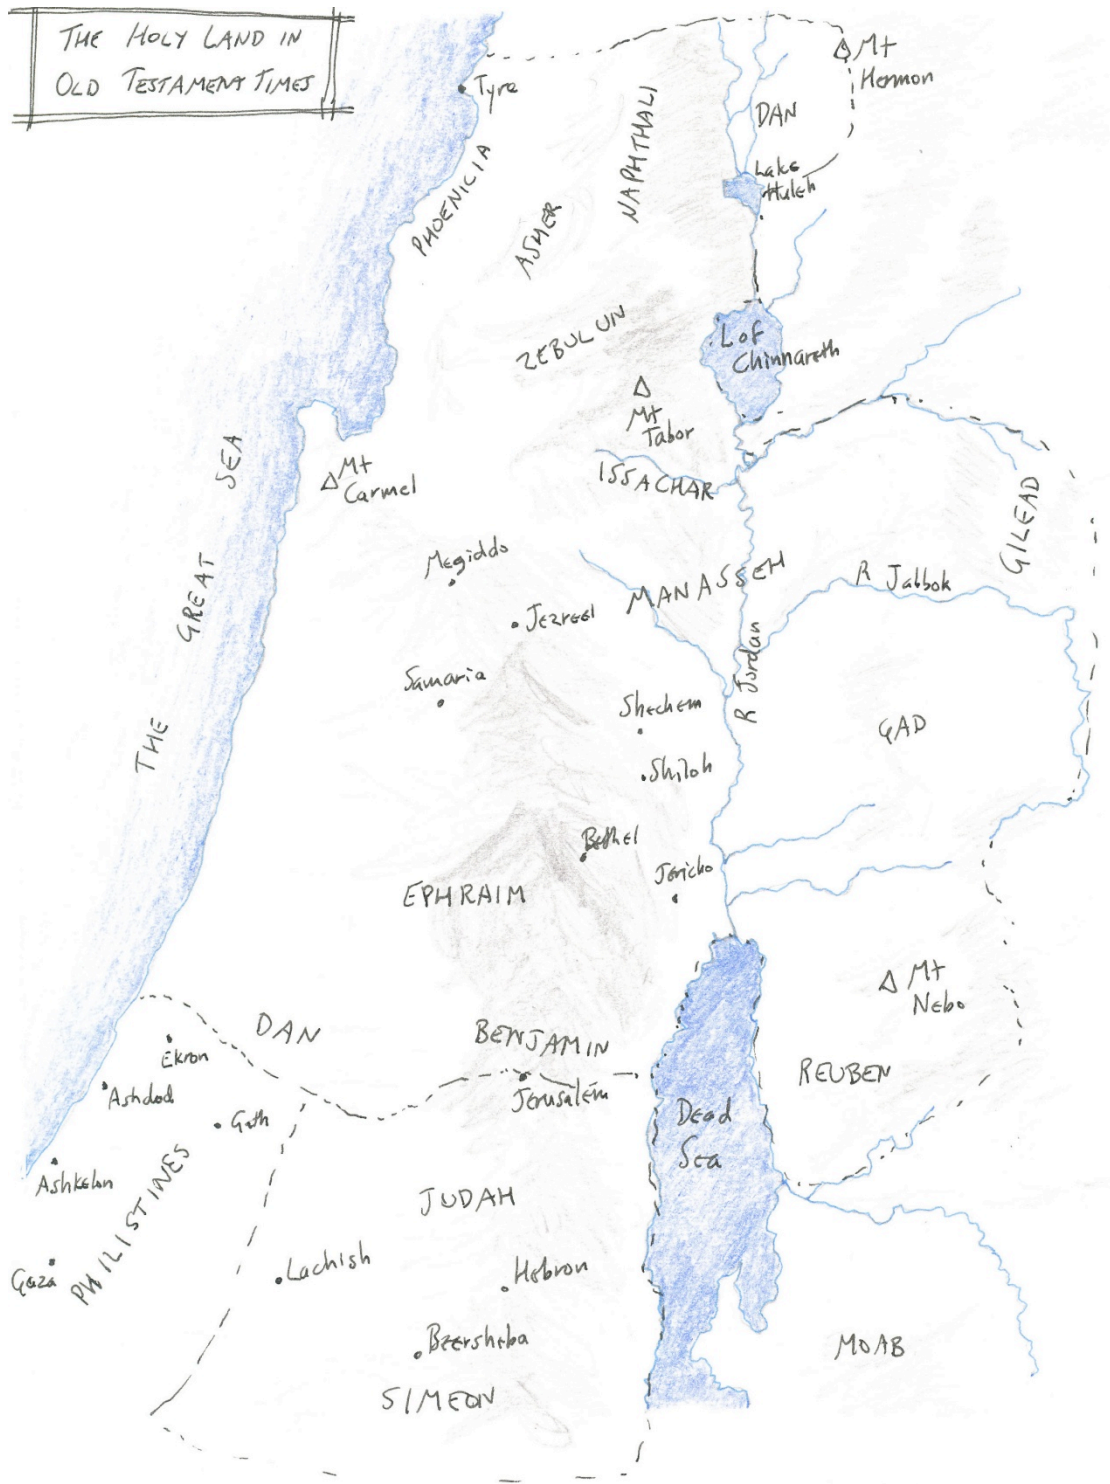 THE HOLY LAND IN
OLD TESTAMENT TIMES
Mt
Hermon
Tyre
DAN
NAPHTHALI
PHOENICIA
Lake
Huleh
ASHER
ZEBULUN
L of
Chinnareth
Mt
Tabor
THE GREAT SEA
Mt
Carmel
ISSACHAR
GILEAD
Megiddo
MANASSEH
R Jabbok
Jezreel
R Jordan
Samaria
Shechem
GAD
Shiloh
Bethel
Jericho
EPHRAIM
Mt
Nebo
DAN
BENJAMIN
Ekron
REUBEN
Ashdod
Jerusalem
Gath
Dead
Sea
Ashkelon
PHILISTINES
JUDAH
Gaza
Lachish
Hebron
Beersheba
MOAB
SIMEON